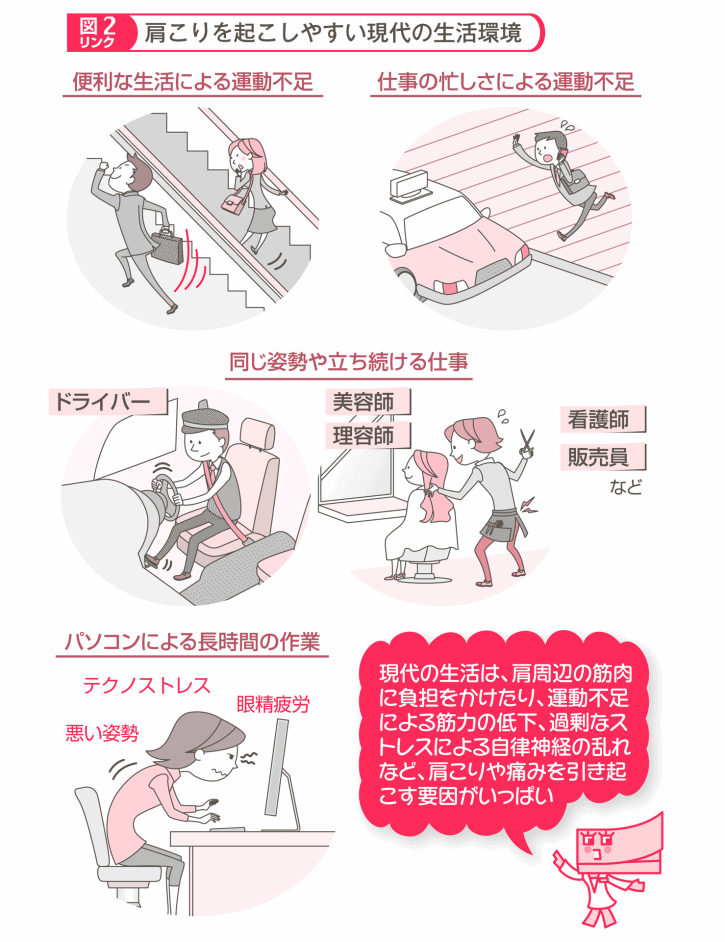 図2
リンク
肩こりを起こしやすい現代の生活環境
便利な生活による運動不足
仕事の忙しさによる運動不足
同じ姿勢や立ち続ける仕事
ドライバー
美容師
理容師
看護師
販売員
など
パソコンによる長時間の作業
テクノストレス
眼精疲労
悪い姿勢
現代の生活は、肩周辺の筋肉
に負担をかけたり、運動不足
による筋力の低下、過剰なス
トレスによる自律神経の乱れ
など、肩こりや痛みを引き起
こす要因がいっぱい